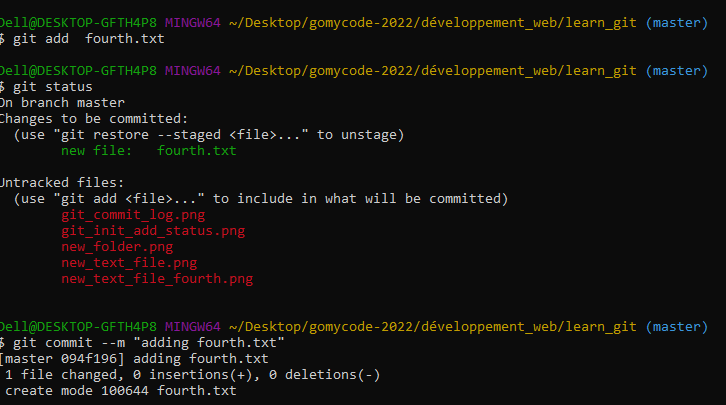 Dell@DESKTOP-GFTH4P8 MINGW64 ~/Desktop/gomycode-2022/développement_web/learn_git (master)
$ git add  fourth.txt
Dell@DESKTOP-GFTH4P8 MINGW64 ~/Desktop/gomycode-2022/développement_web/learn_git (master)
$ git status
On branch master
Changes to be committed:
  (use "git restore --staged <file>..." to unstage)
        new file:   fourth.txt
Untracked files:
  (use "git add <file>..." to include in what will be committed)
        git_commit_log.png
        git_init_add_status.png
        new_folder.png
        new_text_file.png
        new_text_file_fourth.png
Dell@DESKTOP-GFTH4P8 MINGW64 ~/Desktop/gomycode-2022/développement_web/learn_git (master)
$ git commit --m "adding fourth.txt"
[master 094f196] adding fourth.txt
 1 file changed, 0 insertions(+), 0 deletions(-)
 create mode 100644 fourth.txt